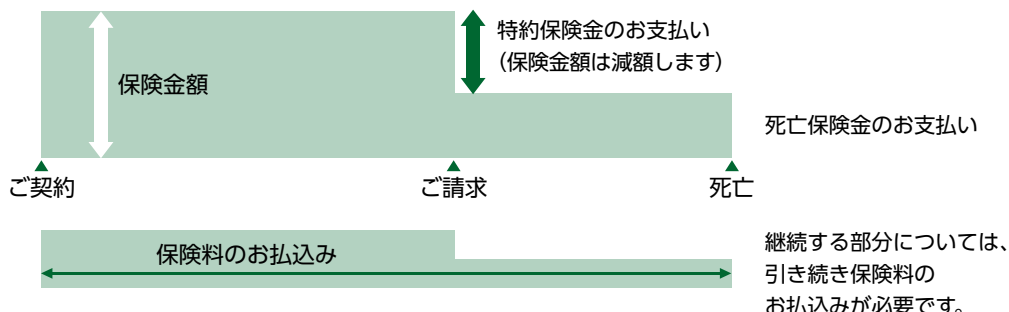 特約保険金のお支払い
（保険金額は減額します）
保険金額
死亡保険金のお支払い
ご契約
ご請求
死亡
保険料のお払込み
継続する部分については、
引き続き保険料の
お払込みが必要です。